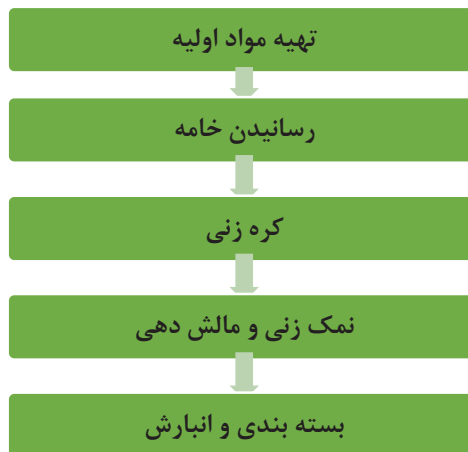 تهیه مواد اولیه
رسانیدن خامه
کره زنی
نمک زنی و مالش دهی
بسته بندی و انبارش